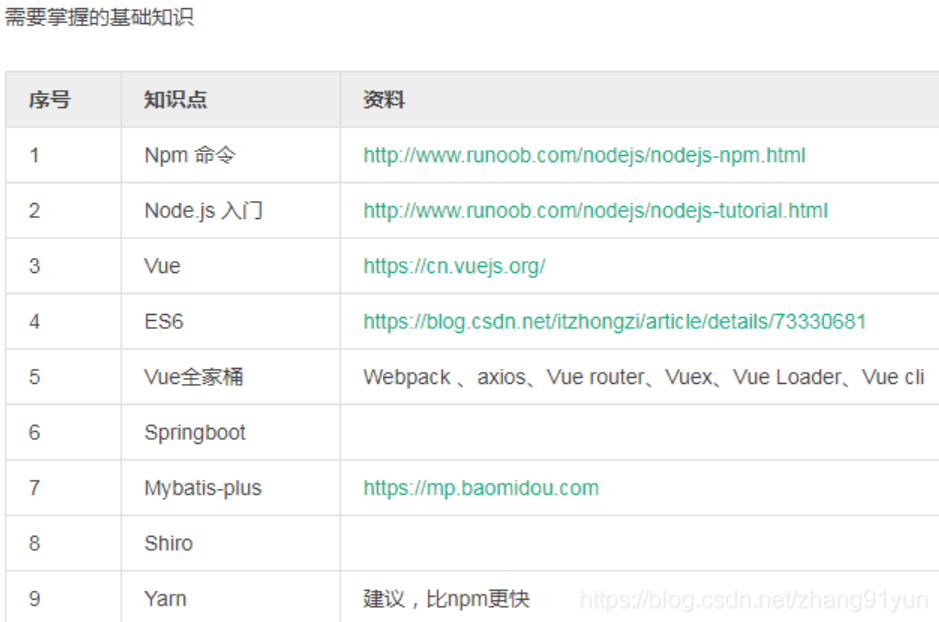 需要掌握的基础知识
序号 知识点 资料
1 Npm 命令 http://www.runoob.com/nodejs/nodejs-npm.html
2 Node.js 入门 http://www.runoob.com/nodejs/nodejs-tutorial.html
3 Vue https://cn.vuejs.org/
4 ES6 https://blog.csdn.net/itzhongzi/article/details/73330681
5 Vue全家桶 Webpack 、axios、Vue router、Vuex、Vue Loader、Vue cli
6 Springboot
7 Mybatis-plus https://mp.baomidou.com
8 Shiro
9 Yarn 建议，比npm更快 https://blog.csdn.net/zhang91yun